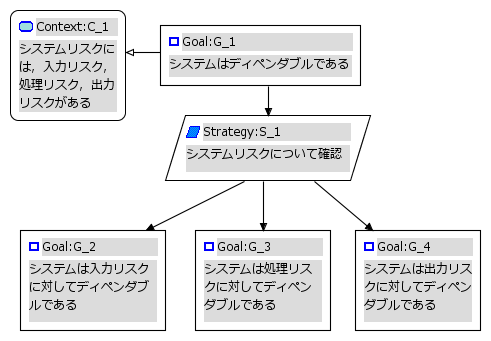 Context:C_1
システムリスクに
は，入力リスク，
処理リスク，出力
リスクがある
Goal:G_1
システムはディペンダブルである
Strategy:S_1
システムリスクについて確認
Goal:G_2
システムは入力リスク
に対してディペンダブ
ルである
Goal:G_3
システムは処理リス
クに対してディペン
ダブルである
Goal:G_4
システムは出力リス
クに対してディペン
ダブルである